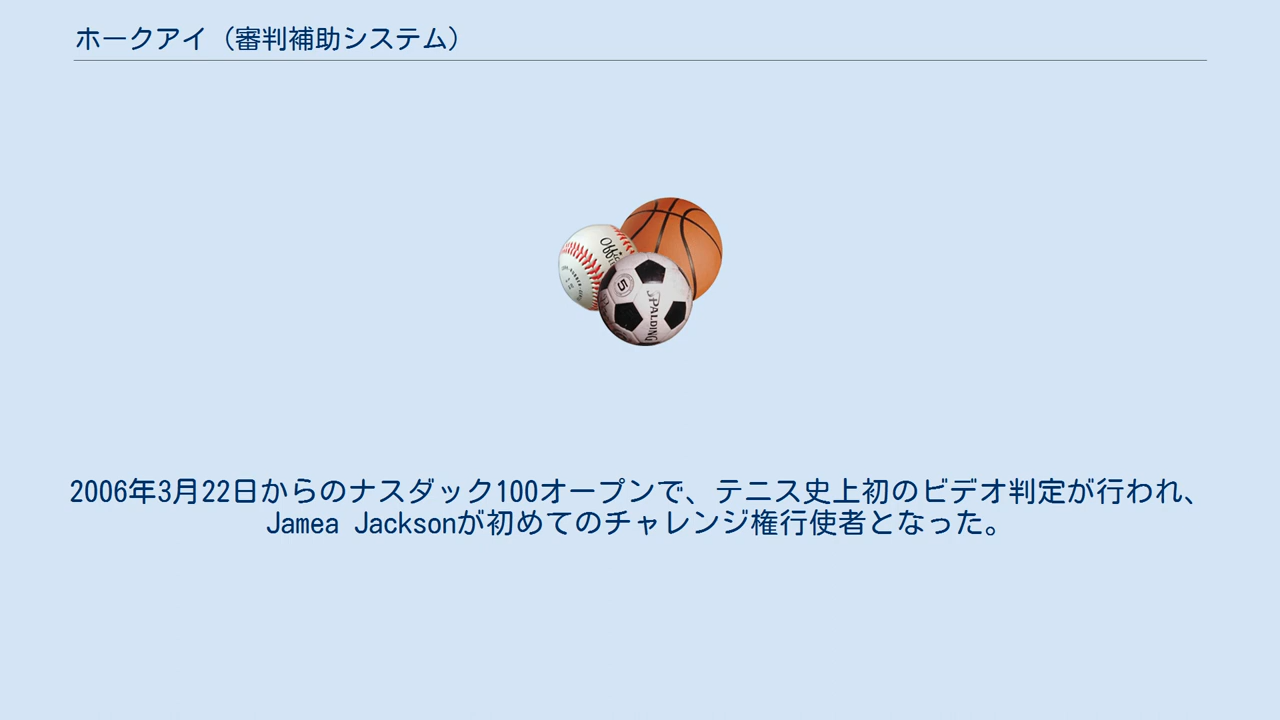 ホークアイ（審判補助システム）
Offic
5
SPALDING
2006年3月22日からのナスダック100オープンで、テニス史上初のビデオ判定が行われ、
Jamea Jacksonが初めてのチャレンジ権行使者となった。